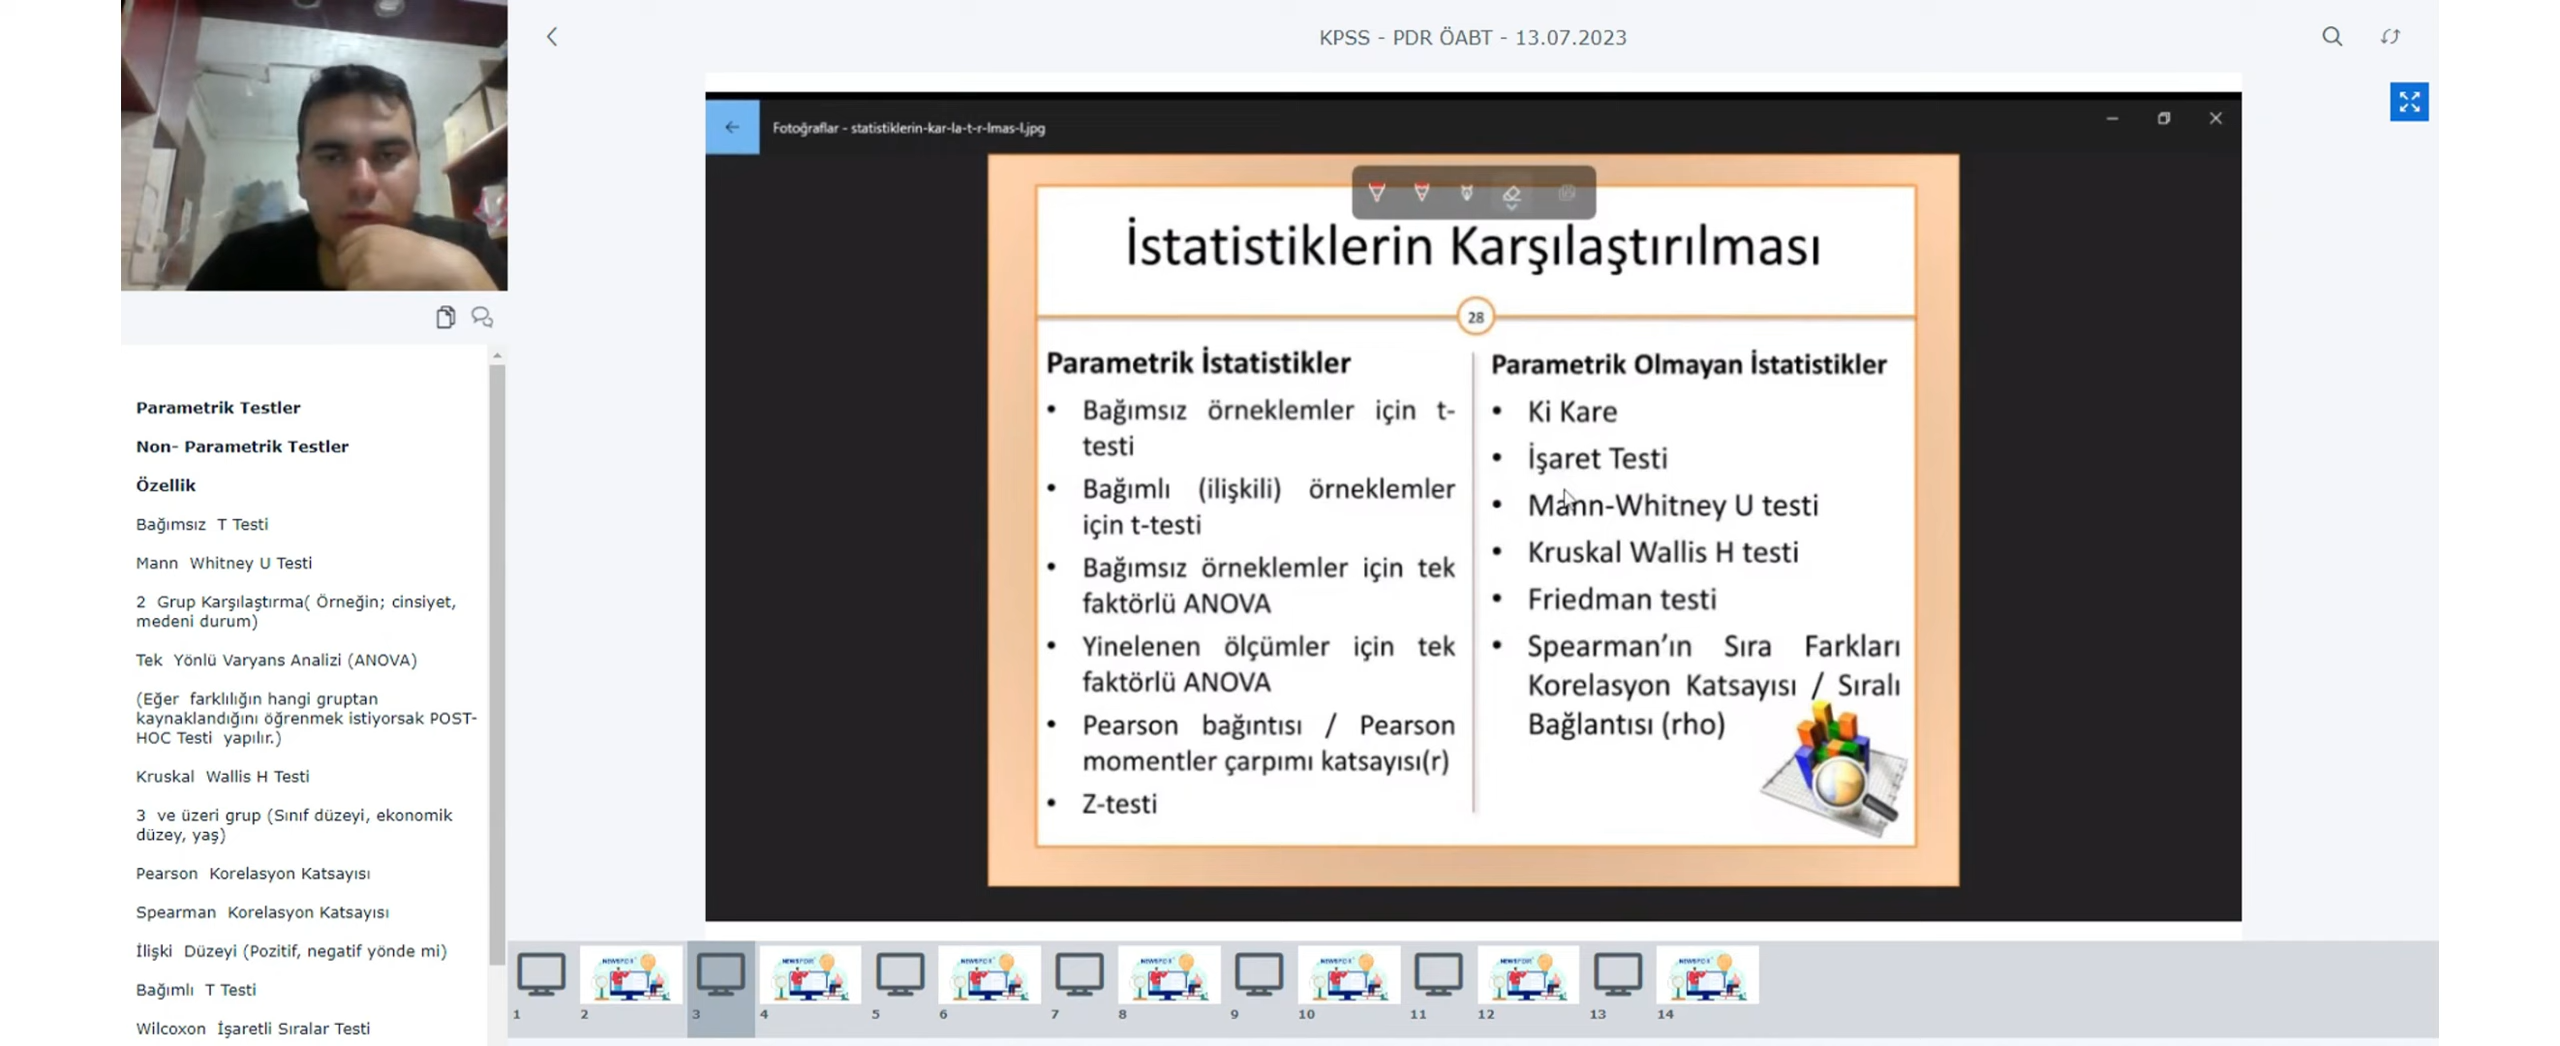 KPSS - PDR ÖABT - 13.07.2023
Fotoğraflar - statistiklerin-kar-la-t-r-lmas-l.jpg
İstatistiklerin Karşılaştırılması
28
Parametrik İstatistikler
• Bağımsız örneklemler için t-
testi
• Bağımlı (ilişkili) örneklemler
için t-testi
• Bağımsız örneklemler için tek
faktörlü ANOVA
• Yinelenen ölçümler için tek
faktörlü ANOVA
• Pearson bağıntısı / Pearson
momentler çarpımı katsayısı(r)
• Z-testi
Parametrik Olmayan İstatistikler
• Ki Kare
• İşaret Testi
• Mann-Whitney U testi
• Kruskal Wallis H testi
• Friedman testi
• Spearman’ın Sıra Farkları
Korelasyon Katsayısı / Sıralı
Bağlantısı (rho)
Parametrik Testler
Non- Parametrik Testler
Özellik
Bağımsız T Testi
Mann Whitney U Testi
2 Grup Karşılaştırma( Örneğin; cinsiyet,
medeni durum)
Tek Yönlü Varyans Analizi (ANOVA)
(Eğer farklılığın hangi gruptan
kaynaklandığını öğrenmek istiyorsak POST-
HOC Testi yapılır.)
Kruskal Wallis H Testi
3 ve üzeri grup (Sınıf düzeyi, ekonomik
düzey, yaş)
Pearson Korelasyon Katsayısı
Spearman Korelasyon Katsayısı
İlişki Düzeyi (Pozitif, negatif yönde mi)
Bağımlı T Testi
Wilcoxon İşaretli Sıralar Testi
1 2 3 4 5 6 7 8 9 10 11 12 13 14